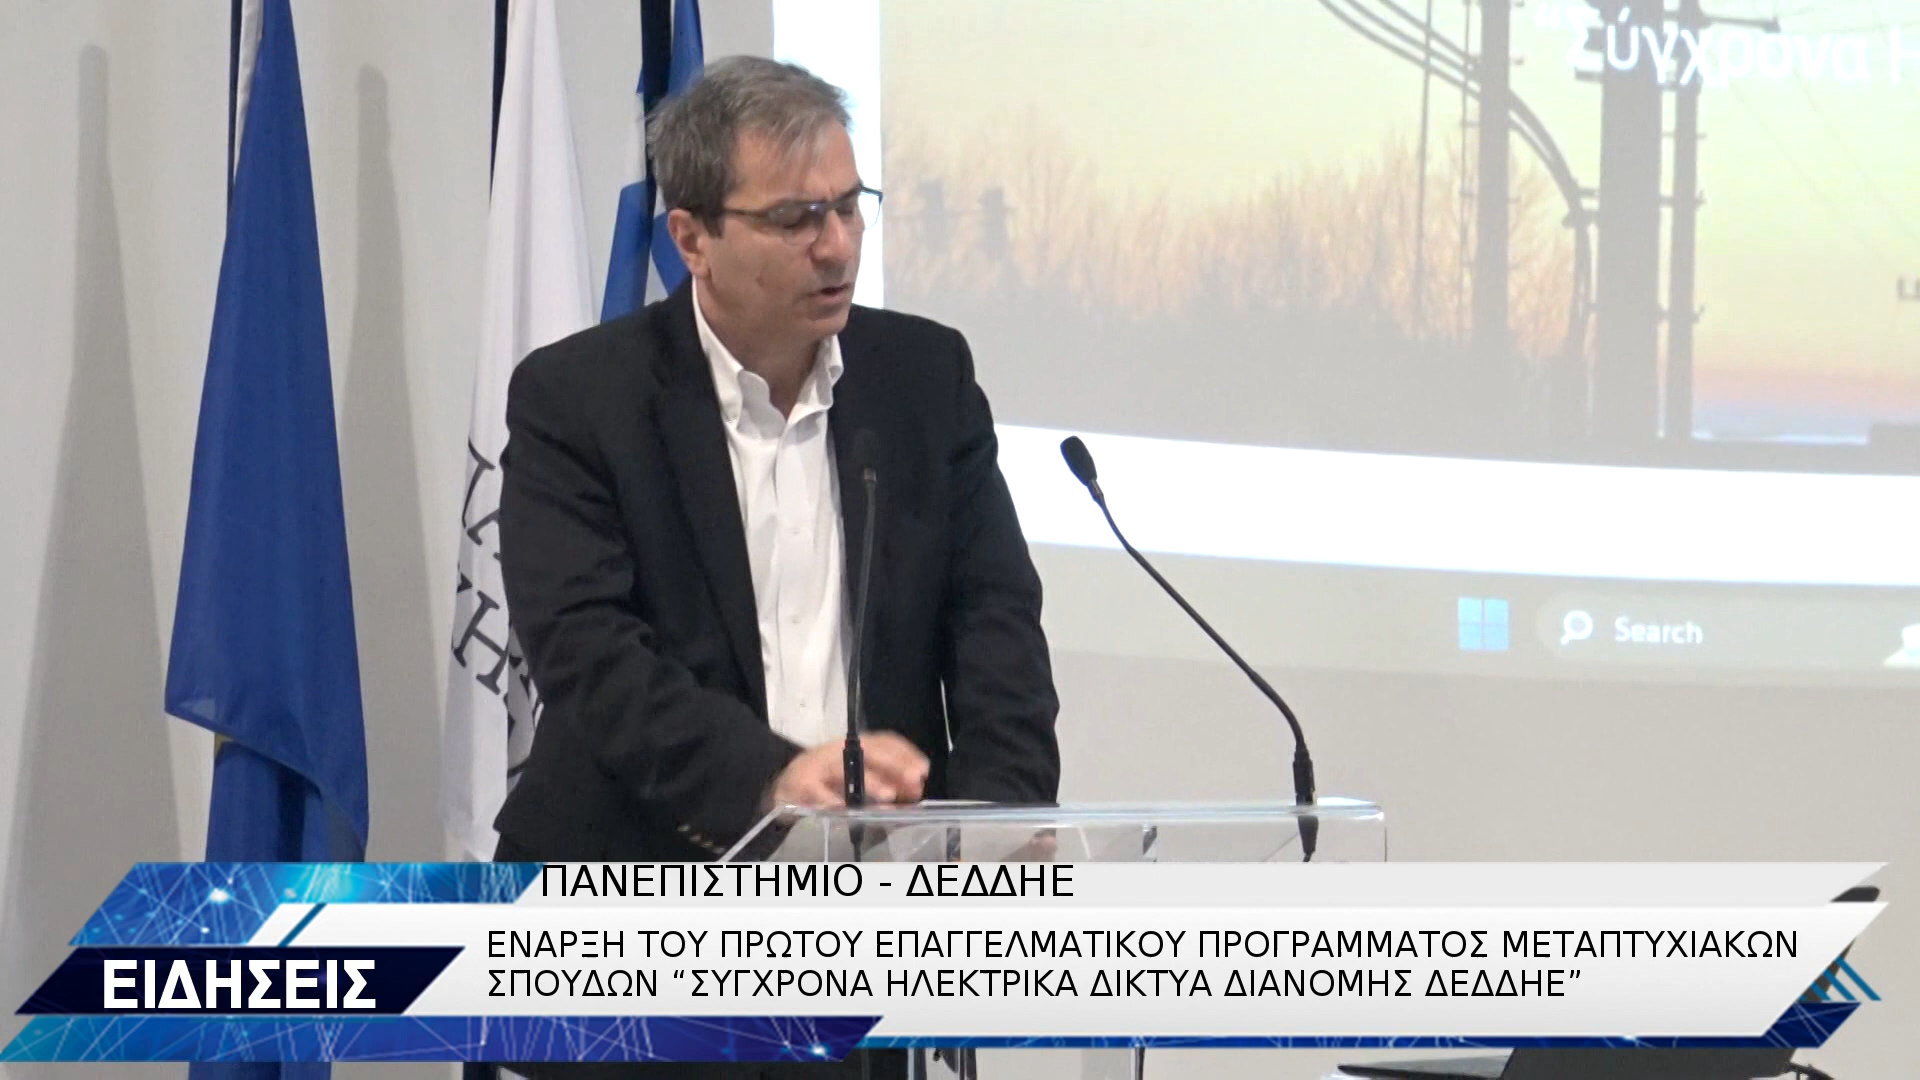 “Σύγχρονα Η
Search
ΠΑΝΕΠΙΣΤΗΜΙΟ - ΔΕΔΔΗΕ
ΕΝΑΡΞΗ ΤΟΥ ΠΡΩΤΟΥ ΕΠΑΓΓΕΛΜΑΤΙΚΟΥ ΠΡΟΓΡΑΜΜΑΤΟΣ ΜΕΤΑΠΤΥΧΙΑΚΩΝ
ΣΠΟΥΔΩΝ “ΣΥΓΧΡΟΝΑ ΗΛΕΚΤΡΙΚΑ ΔΙΚΤΥΑ ΔΙΑΝΟΜΗΣ ΔΕΔΔΗΕ”
ΕΙΔΗΣΕΙΣ